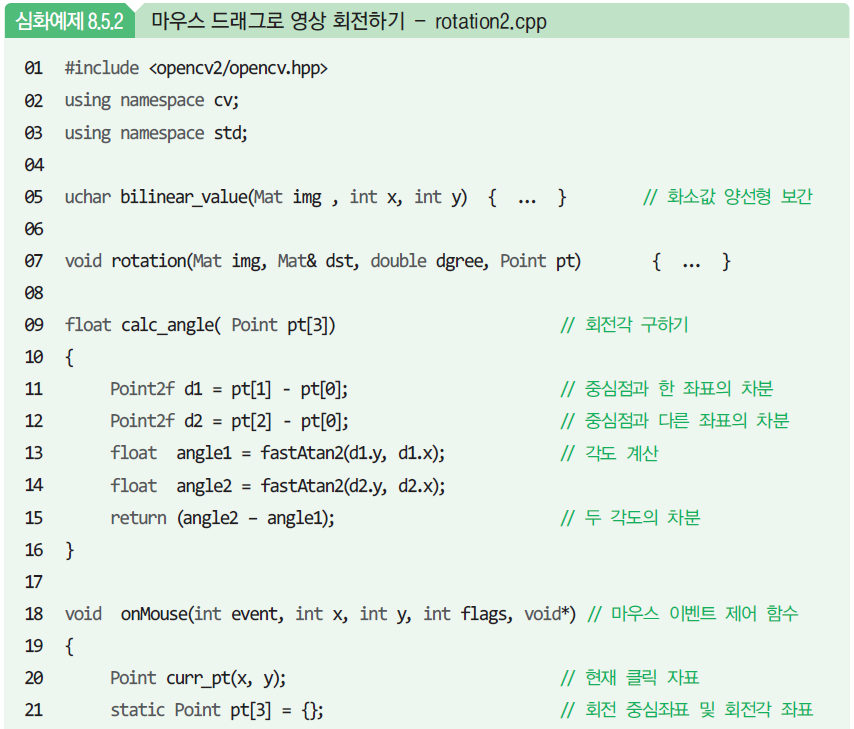 심화예제 8.5.2 마우스 드래그로 영상 회전하기 – rotation2.cpp
01 #include <opencv2/opencv.hpp>
02 using namespace cv;
03 using namespace std;
04
05 uchar bilinear_value(Mat img , int x, int y) { … } // 화소값 양선형 보간
06
07 void rotation(Mat img, Mat& dst, double dgree, Point pt) { … }
08
09 float calc_angle( Point pt[3]) // 회전각 구하기
10 {
11 Point2f d1 = pt[1] - pt[0]; // 중심점과 한 좌표의 차분
12 Point2f d2 = pt[2] - pt[0]; // 중심점과 다른 좌표의 차분
13 float angle1 = fastAtan2(d1.y, d1.x); // 각도 계산
14 float angle2 = fastAtan2(d2.y, d2.x);
15 return (angle2 – angle1); // 두 각도의 차분
16 }
17
18 void onMouse(int event, int x, int y, int flags, void*) // 마우스 이벤트 제어 함수
19 {
20 Point curr_pt(x, y); // 현재 클릭 자표
21 static Point pt[3] = {}; // 회전 중심좌표 및 회전각 좌표